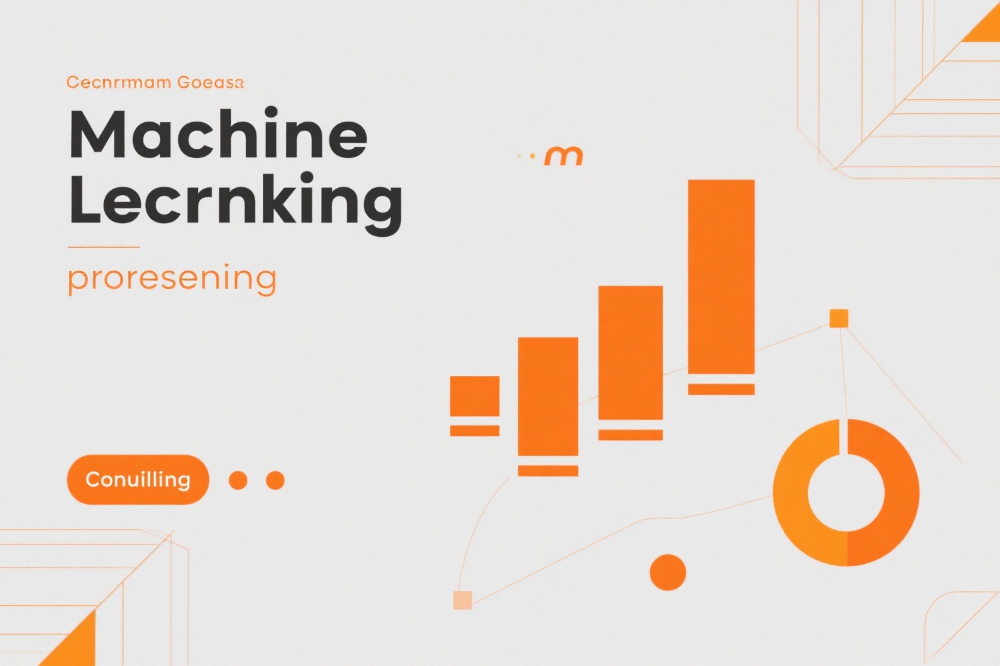 Cecnrmam Goeasa
Machine
Lecrnking
proresening
m
Conuilling